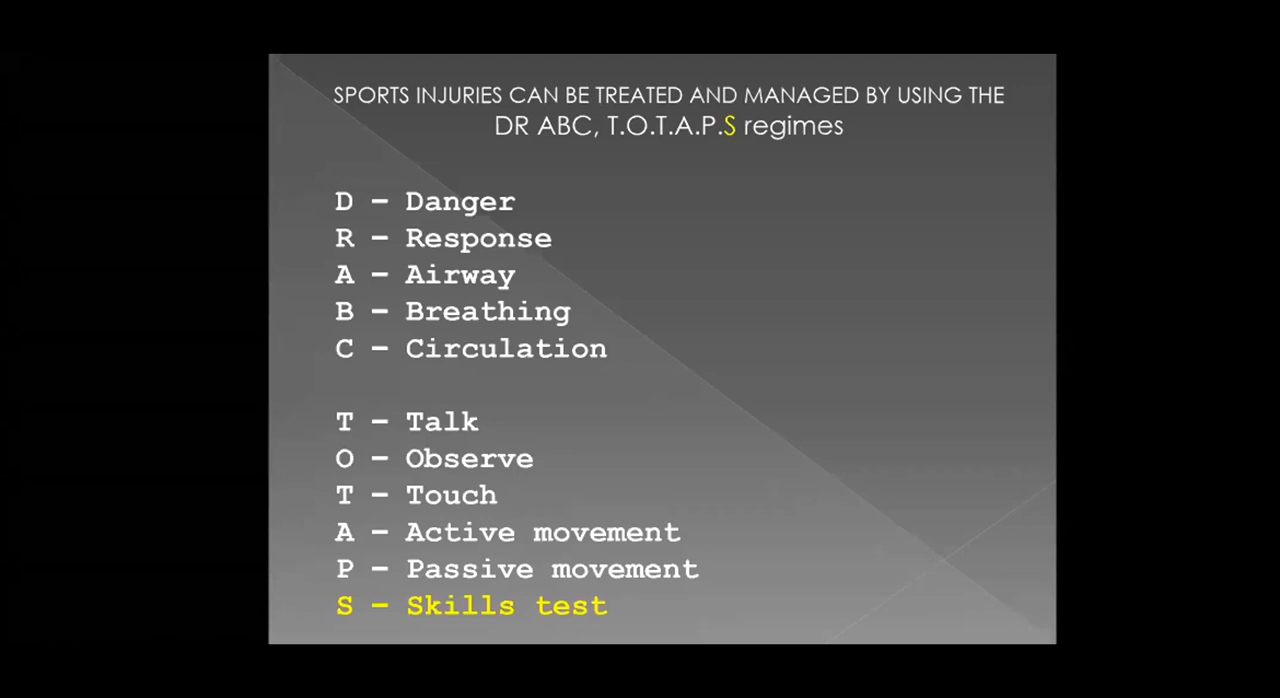 SPORTS INJURIES CAN BE TREATED AND MANAGED BY USING THE
DR ABC, T.O.T.A.P.S regimes
D – Danger
R – Response
A – Airway
B – Breathing
C – Circulation
T – Talk
O – Observe
T – Touch
A – Active movement
P – Passive movement
S – Skills test